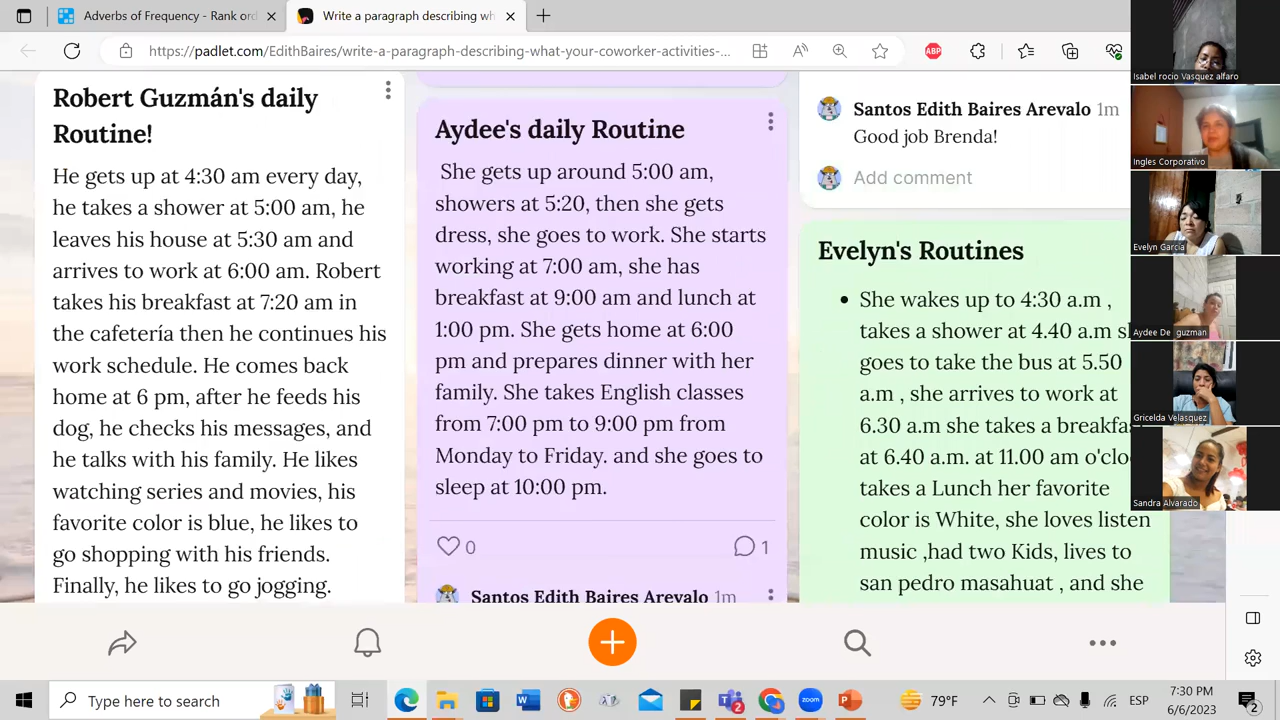 Adverbs of Frequency - Rank ord
Write a paragraph describing wh
https://padlet.com/EdithBaires/write-a-paragraph-describing-what-your-coworker-activities-...
ABP
Robert Guzmán's daily
Routine!
He gets up at 4:30 am every day,
he takes a shower at 5:00 am, he
leaves his house at 5:30 am and
arrives to work at 6:00 am. Robert
takes his breakfast at 7:20 am in
the cafetería then he continues his
work schedule. He comes back
home at 6 pm, after he feeds his
dog, he checks his messages, and
he talks with his family. He likes
watching series and movies, his
favorite color is blue, he likes to
go shopping with his friends.
Finally, he likes to go jogging.
Aydee's daily Routine
She gets up around 5:00 am,
showers at 5:20, then she gets
dress, she goes to work. She starts
working at 7:00 am, she has
breakfast at 9:00 am and lunch at
1:00 pm. She gets home at 6:00
pm and prepares dinner with her
family. She takes English classes
from 7:00 pm to 9:00 pm from
Monday to Friday. and she goes to
sleep at 10:00 pm.
0
1
Santos Edith Baires Arevalo 1m
Santos Edith Baires Arevalo 1m
Good job Brenda!
Add comment
Evelyn's Routines
She wakes up to 4:30 a.m ,
takes a shower at 4.40 a.m
goes to take the bus at 5.50
a.m , she arrives to work at
6.30 a.m she takes a
at 6.40 a.m. at 11.00 am
takes a Lunch her favorite
color is White, she loves listen
music ,had two Kids, lives to
san pedro masahuat , and she
Isabel rocio Vasquez alfaro
Ingles Corporativo
Evelyn García
Aydee De guzman
Gricelda Velasquez
Sandra Alvarado
Type here to search
zoom
79°F
ESP
7:30 PM
6/6/2023
2
2